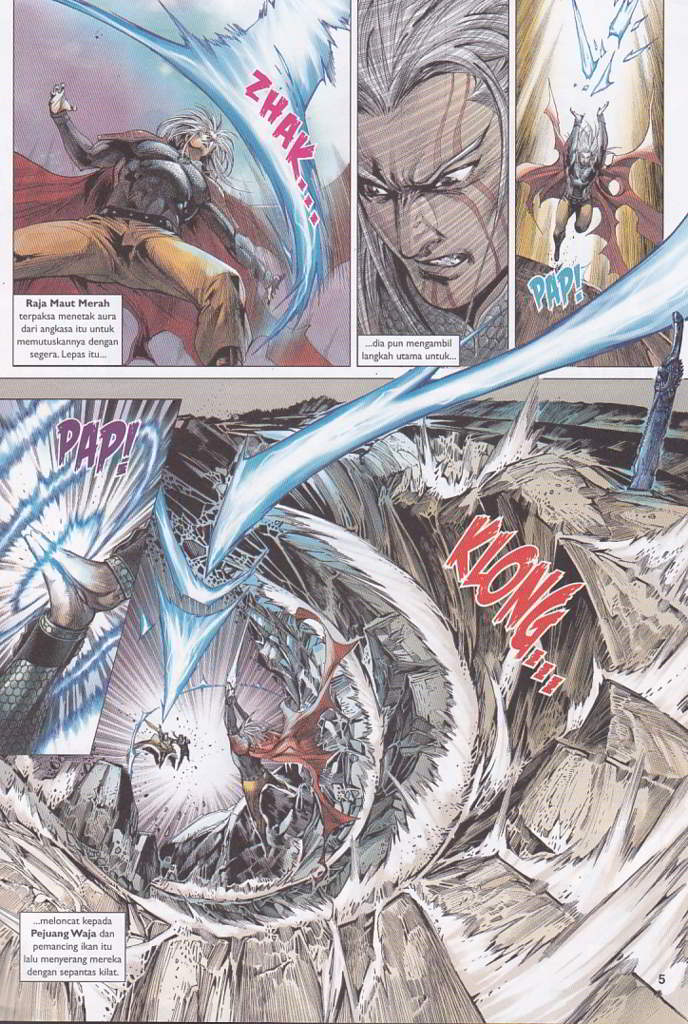 ZHAK...
Raja Maut Merah
terpaksa menetak aura
dari angkasa itu untuk
memutuskannya dengan
segera. Lepas itu...
...dia pun mengambil
langkah utama untuk...
PAP!
PAP!
KLONG...
...meloncat kepada
Pejuang Waja dan
pemancing ikan itu
lalu menyerang mereka
dengan sepantas kilat.
5